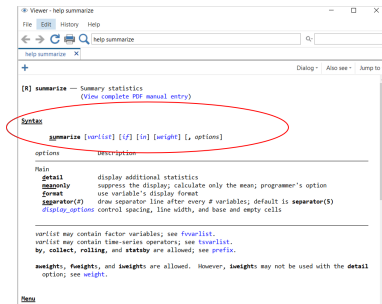 Viewer - help summarize
File Edit History Help
help summarize
help summarize X
+ Dialog Also see Jump to
[R] summarize — Summary statistics
(View complete PDF manual entry)
Syntax
summarize [varlist] [if] [in] [weight] [, options]
options Description
Main
detail display additional statistics
meanonly suppress the display; calculate only the mean; programmer's option
format use variable's display format
separator(#) draw separator line after every # variables; default is separator(5)
display_options control spacing, line width, and base and empty cells
varlist may contain factor variables; see fvvarlist.
varlist may contain time-series operators; see tsvarlist.
by, collect, rolling, and statsby are allowed; see prefix.
aweights, fweights, and iweights are allowed. However, iweights may not be used with the detail
option; see weight.
Menu